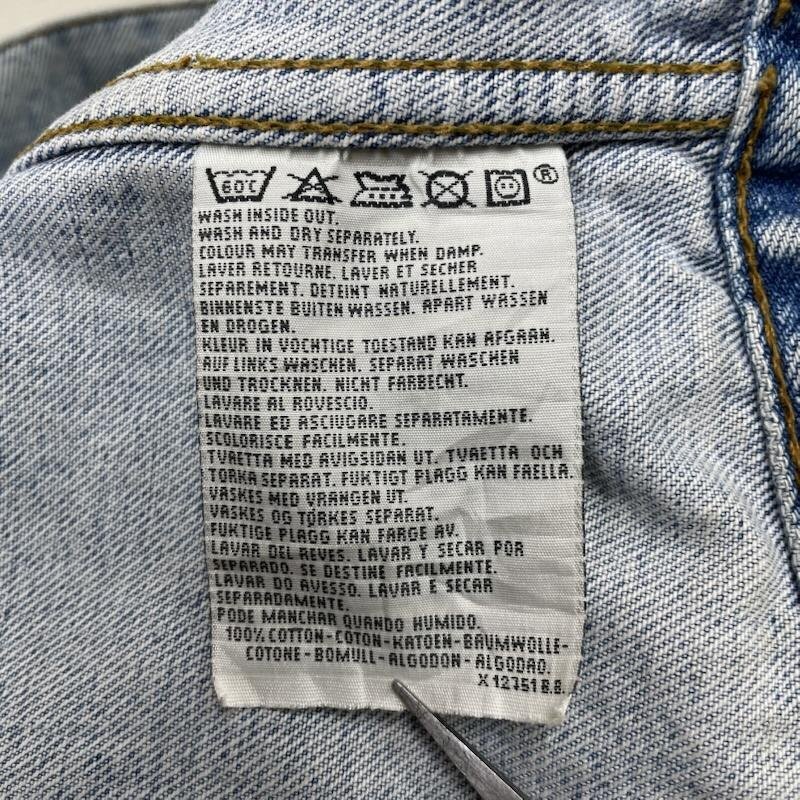 60°C ®
WASH INSIDE OUT.
WASH AND DRY SEPARATELY.
COLOUR MAY TRANSFER WHEN DAMP.
LAVER RETOURNE. LAVER ET SECHER
SEPAREMENT. DETEINT NATURELLEMENT.
BINNENSTE BUITEN WASSEN. APART WASSEN
EN DROGEN.
KLEUR IN VOCHTIGE TOESTAND KAN AFGAAN.
AUF LINKS WASCHEN. SEPARAT WASCHEN
UND TROCKNEN. NICHT FARBECHT.
LAVARE AL ROVESCIO.
LAVARE ED ASCIUGARE SEPARATAMENTE.
SCOLORISCE FACILMENTE.
TVAETTA MED AVIGSIDAN UT. TVAETTA OCH
TORKA SEPARAT. FUKTIGT PLAGG KAN FAELLA.
VASKES MED VRANGEN UT.
VASKES OG TØRKES SEPARAT.
FUKTIGE PLAGG KAN FARGE AV.
LAVAR DEL REVES. LAVAR Y SECAR POR
SEPARADO. SE DESTINE FACILMENTE.
LAVAR DO AVESSO. LAVAR E SECAR
SEPARADAMENTE.
PODE MANCHAR QUANDO HUMIDO.
100% COTTON-COTON-KATOEN-BAUMWOLLE-
COTONE-BOMULL-ALGODON-ALGODAO.
X 12751 B.B.